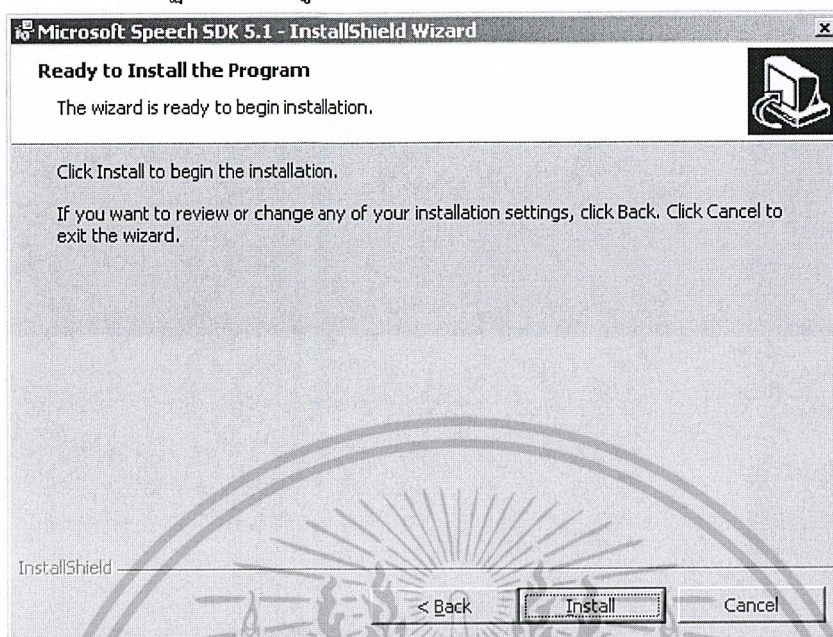 Microsoft Speech SDK 5.1 - InstallShield Wizard
Ready to Install the Program
The wizard is ready to begin installation.
Click Install to begin the installation.
If you want to review or change any of your installation settings, click Back. Click Cancel to
exit the wizard.
InstallShield
< Back
Install
Cancel